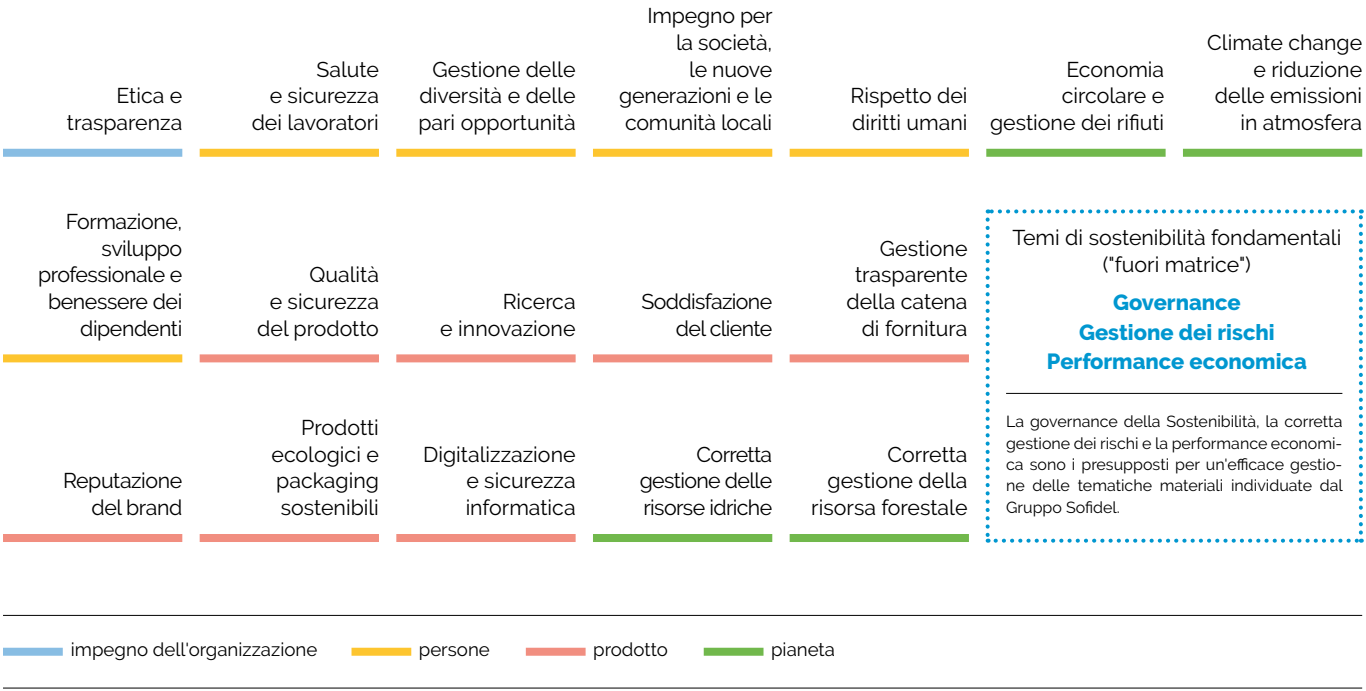 Etica e
trasparenza
Salute
e sicurezza
dei lavoratori
Gestione delle
diversità e delle
pari opportunità
Impegno per
la società,
le nuove
generazioni e le
comunità locali
Rispetto dei
diritti umani
Economia
circolare e
gestione dei rifiuti
Climate change
e riduzione
delle emissioni
in atmosfera
Formazione,
sviluppo
professionale e
benessere dei
dipendenti
Qualità
e sicurezza
del prodotto
Ricerca
e innovazione
Soddisfazione
del cliente
Gestione
trasparente
della catena
di fornitura
Temi di sostenibilità fondamentali
("fuori matrice")
Governance
Gestione dei rischi
Performance economica
La governance della Sostenibilità, la corretta
gestione dei rischi e la performance economi-
ca sono i presupposti per un'efficace gestio-
ne delle tematiche materiali individuate dal
Gruppo Sofidel.
Reputazione
del brand
Prodotti
ecologici e
packaging
sostenibili
Digitalizzazione
e sicurezza
informatica
Corretta
gestione delle
risorse idriche
Corretta
gestione della
risorsa forestale
impegno dell'organizzazione
persone
prodotto
pianeta